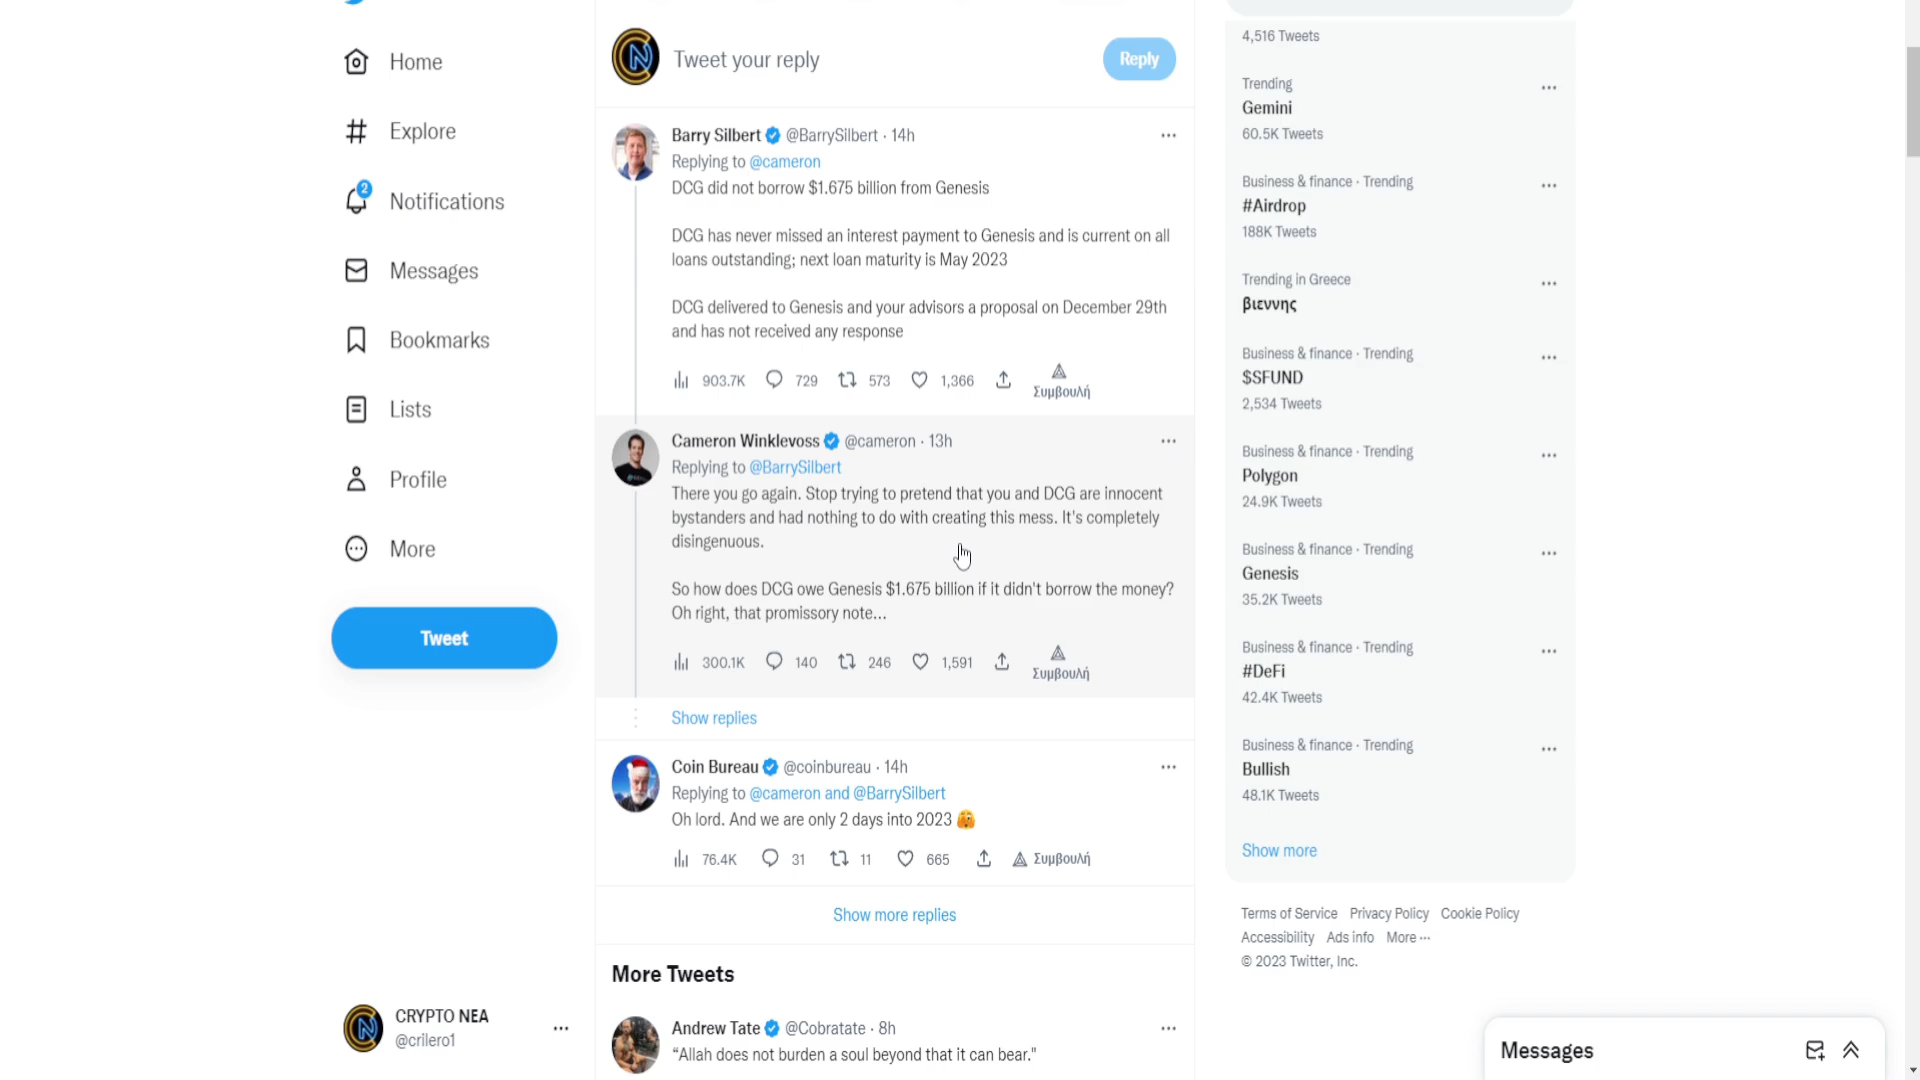 Home
Explore
2
Notifications
Messages
Bookmarks
Lists
Profile
More
Tweet
CRYPTO NEA
@crilero1
Tweet your reply
Reply
Barry Silbert @BarrySilbert · 14h
Replying to @cameron
DCG did not borrow $1.675 billion from Genesis
DCG has never missed an interest payment to Genesis and is current on all
loans outstanding; next loan maturity is May 2023
DCG delivered to Genesis and your advisors a proposal on December 29th
and has not received any response
903.7K 729 573 1,366 Συμβουλή
Cameron Winklevoss @cameron · 13h
Replying to @BarrySilbert
There you go again. Stop trying to pretend that you and DCG are innocent
bystanders and had nothing to do with creating this mess. It's completely
disingenuous.
So how does DCG owe Genesis $1.675 billion if it didn't borrow the money?
Oh right, that promissory note...
300.1K 140 246 1,591 Συμβουλή
Show replies
Coin Bureau @coinbureau · 14h
Replying to @cameron and @BarrySilbert
Oh lord. And we are only 2 days into 2023 🫣
76.4K 31 11 665 Συμβουλή
Show more replies
More Tweets
Andrew Tate @Cobratate · 8h
“Allah does not burden a soul beyond that it can bear."
4,516 Tweets
Trending
Gemini
60.5K Tweets
Business & finance · Trending
#Airdrop
188K Tweets
Trending in Greece
βιεννης
Business & finance · Trending
$SFUND
2,534 Tweets
Business & finance · Trending
Polygon
24.9K Tweets
Business & finance · Trending
Genesis
35.2K Tweets
Business & finance · Trending
#DeFi
42.4K Tweets
Business & finance · Trending
Bullish
48.1K Tweets
Show more
Terms of Service Privacy Policy Cookie Policy
Accessibility Ads info More ···
© 2023 Twitter, Inc.
Messages